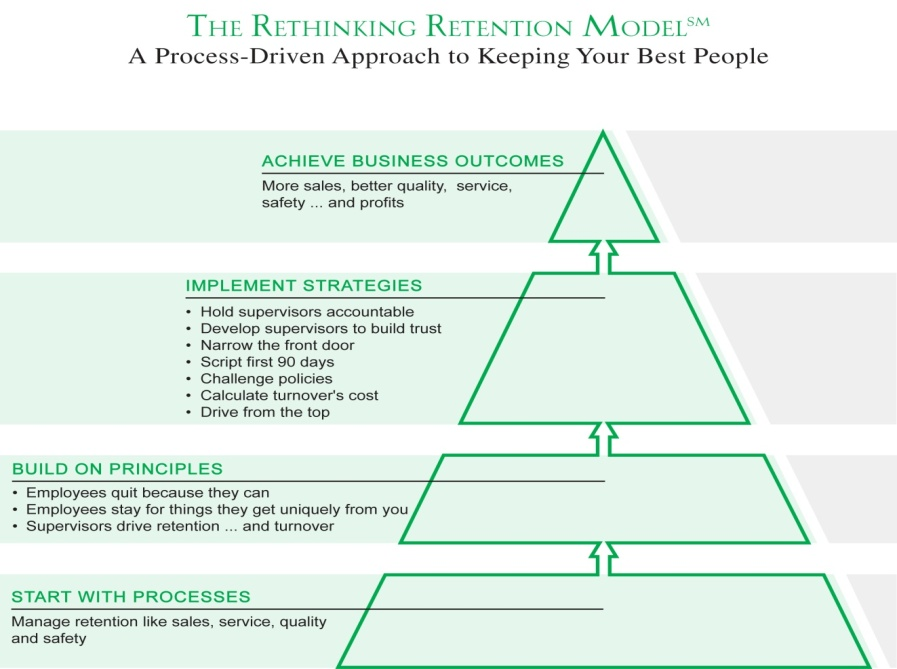 THE RETHINKING RETENTION MODEL℠
A Process-Driven Approach to Keeping Your Best People
ACHIEVE BUSINESS OUTCOMES
More sales, better quality, service,
safety ... and profits
IMPLEMENT STRATEGIES
• Hold supervisors accountable
• Develop supervisors to build trust
• Narrow the front door
• Script first 90 days
• Challenge policies
• Calculate turnover's cost
• Drive from the top
BUILD ON PRINCIPLES
• Employees quit because they can
• Employees stay for things they get uniquely from you
• Supervisors drive retention ... and turnover
START WITH PROCESSES
Manage retention like sales, service, quality
and safety